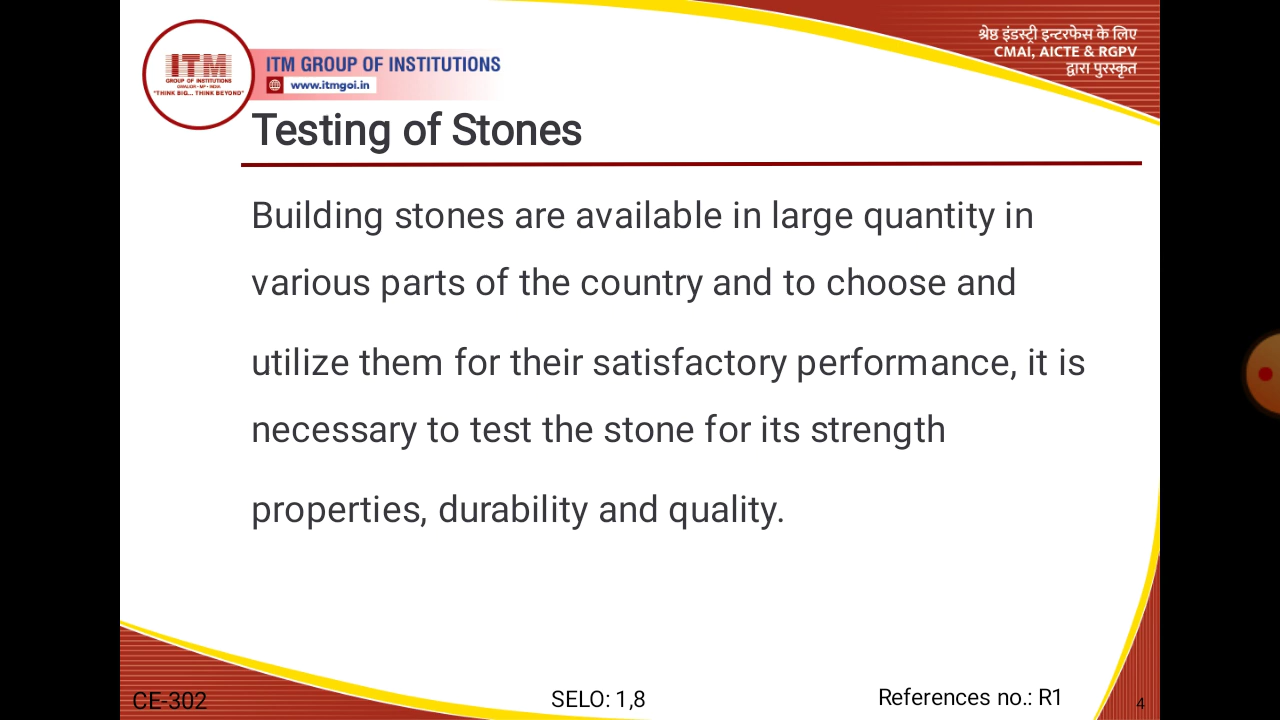 ITM
GROUP OF INSTITUTIONS
GWALIOR • MP • INDIA
"THINK BIG... THINK BEYOND"
ITM GROUP OF INSTITUTIONS
www.itmgoi.in
श्रेष्ठ इंडस्ट्री इन्टरफेस के लिए
CMAI, AICTE & RGPV
द्वारा पुरस्कृत
Testing of Stones
Building stones are available in large quantity in
various parts of the country and to choose and
utilize them for their satisfactory performance, it is
necessary to test the stone for its strength
properties, durability and quality.
CE-302
SELO: 1,8
References no.: R1
4